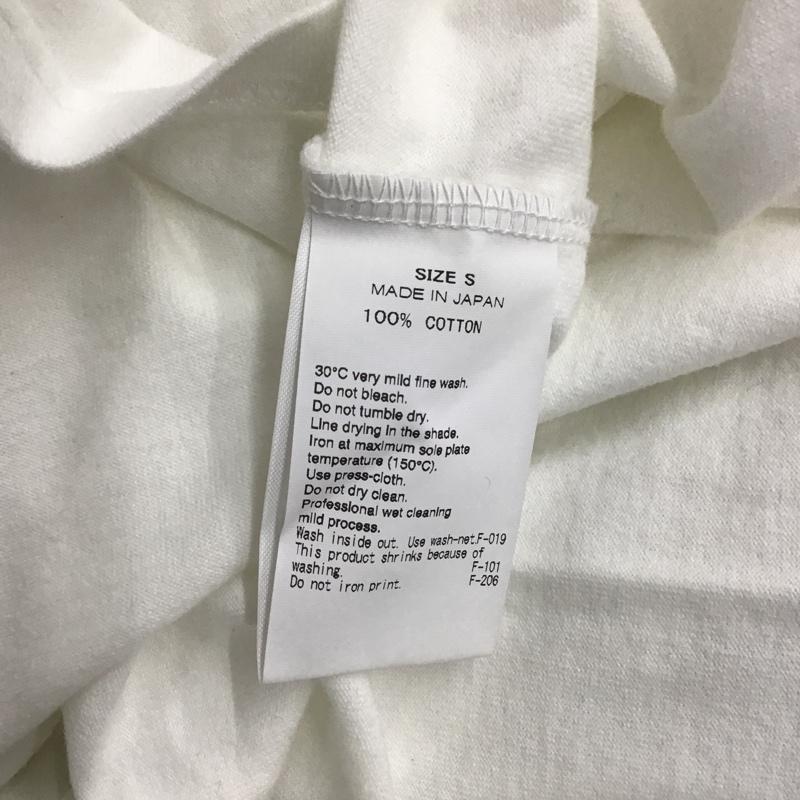 SIZE S
MADE IN JAPAN
100% COTTON
30°C very mild fine wash.
Do not bleach.
Do not tumble dry.
Line drying in the shade.
Iron at maximum sole plate
temperature (150°C).
Use press-cloth.
Do not dry clean.
Professional wet cleaning
mild process.
Wash inside out. Use wash-net.F-019
This product shrinks because of
washing. F-101
Do not iron print. F-206